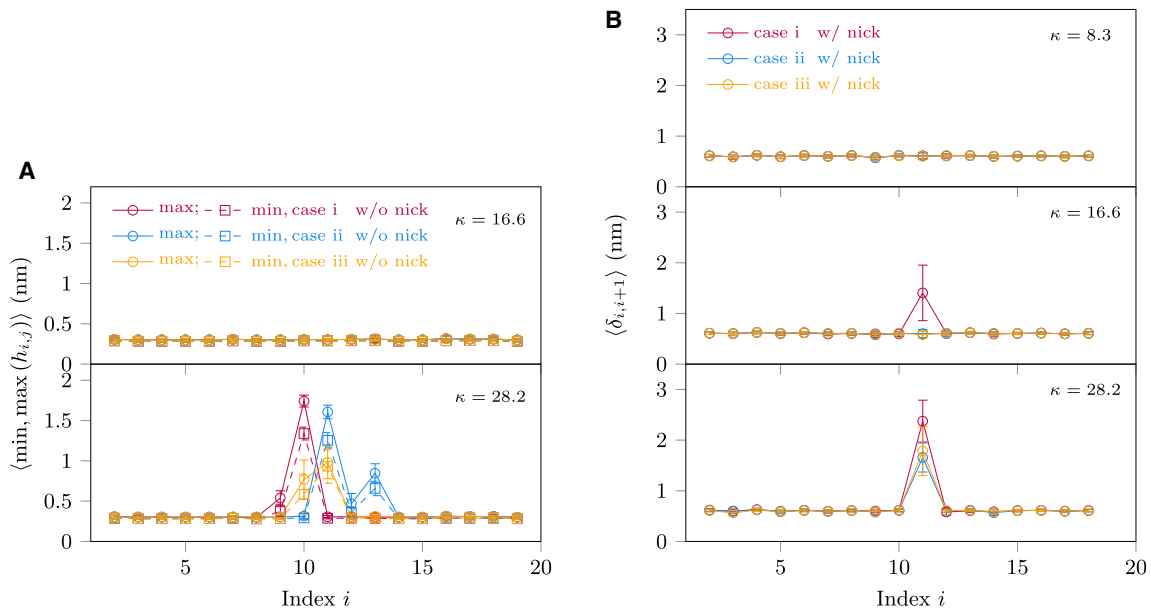 A
⟨min, max (h_{i,j})⟩ (nm)
2
1.5
1
0.5
0
max; min, case i w/o nick
max; min, case ii w/o nick
max; min, case iii w/o nick
κ = 16.6
2
1.5
1
0.5
0
κ = 28.2
5
10
15
20
Index i
B
⟨δ_{i,i+1}⟩ (nm)
3
2
1
0
case i w/ nick
case ii w/ nick
case iii w/ nick
κ = 8.3
3
2
1
0
κ = 16.6
3
2
1
0
κ = 28.2
5
10
15
20
Index i